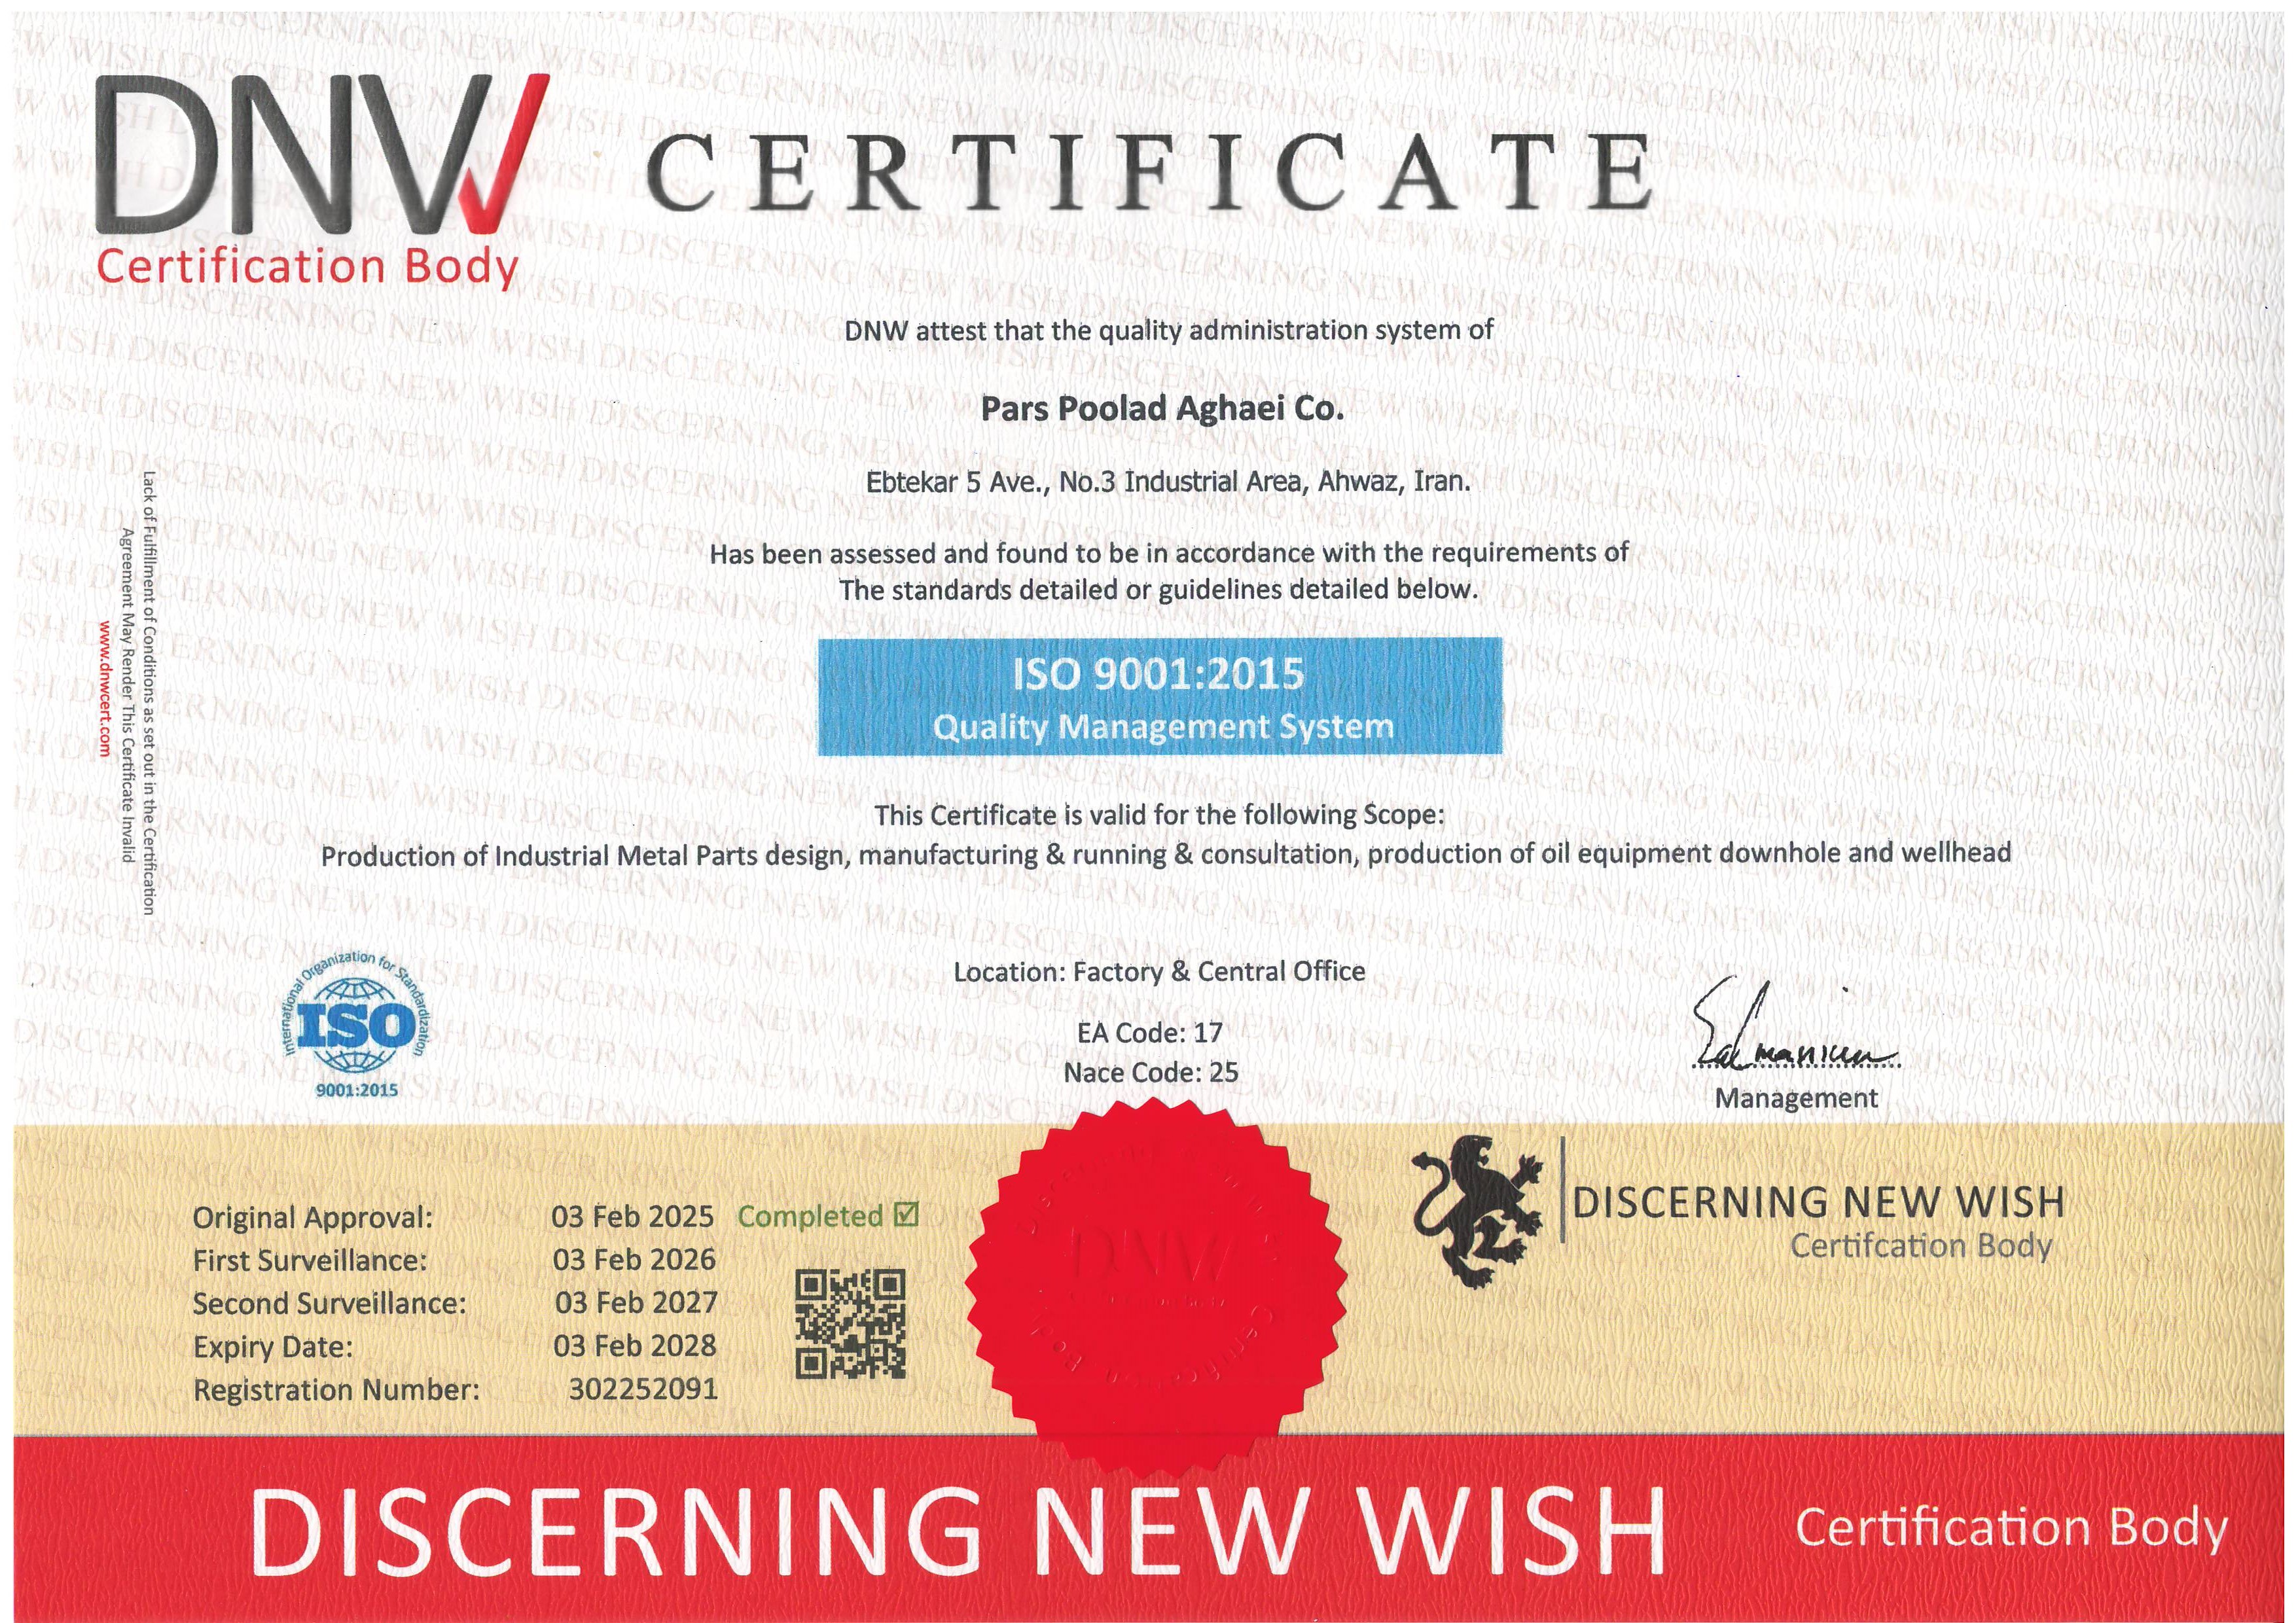 DNW
Certification Body
CERTIFICATE
DNW attest that the quality administration system of
Pars Poolad Aghaei Co.
Ebtekar 5 Ave., No.3 Industrial Area, Ahwaz, Iran.
Has been assessed and found to be in accordance with the requirements of
The standards detailed or guidelines detailed below.
ISO 9001:2015
Quality Management System
This Certificate is valid for the following Scope:
Production of Industrial Metal Parts design, manufacturing & running & consultation, production of oil equipment downhole and wellhead
Lack of Fulfillment of Conditions as set out in the Certification
Agreement May Render This Certificate Invalid
www.dnwcert.com
International Organization for Standardization
ISO
9001:2015
Location: Factory & Central Office
EA Code: 17
Nace Code: 25
Management
Original Approval: 03 Feb 2025 Completed ☑
First Surveillance: 03 Feb 2026
Second Surveillance: 03 Feb 2027
Expiry Date: 03 Feb 2028
Registration Number: 302252091
DNW
DISCERNING NEW WISH
Certifcation Body
DISCERNING NEW WISH
Certification Body